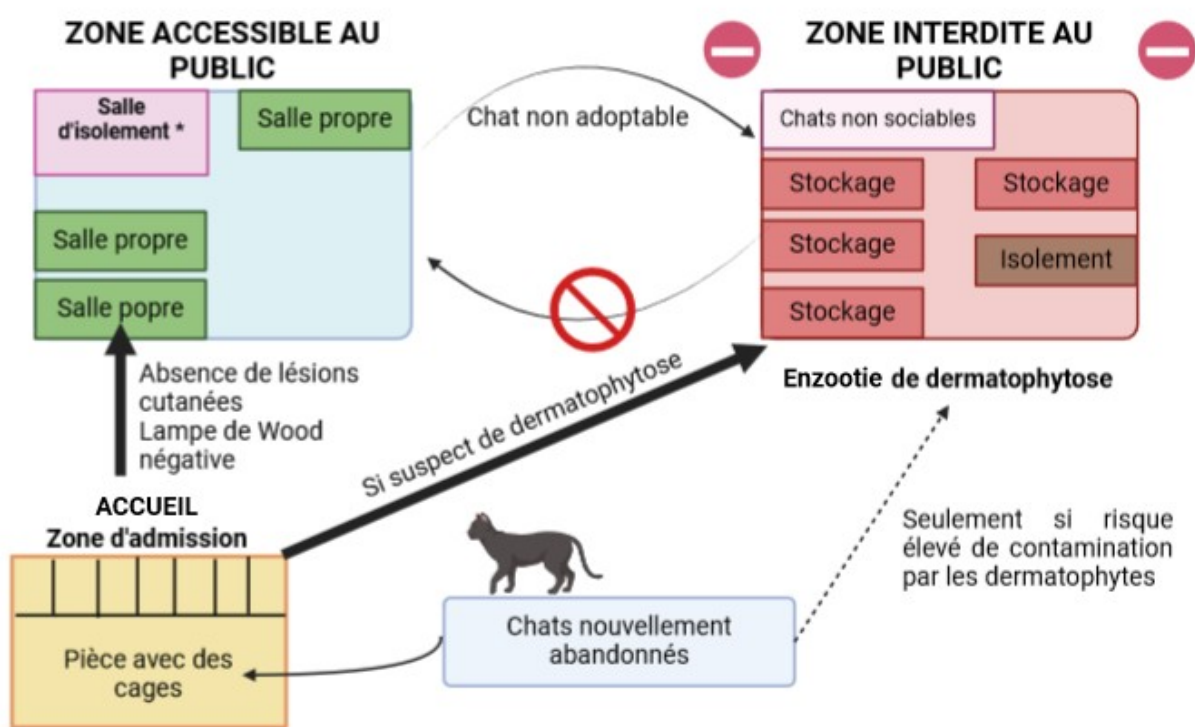 ZONE ACCESSIBLE AU
PUBLIC
Salle
d'isolement *
Salle propre
Salle propre
Salle popre
Chat non adoptable
ZONE INTERDITE AU
PUBLIC
Chats non sociables
Stockage
Stockage
Stockage
Isolement
Stockage
Enzootie de dermatophytose
Absence de lésions
cutanées
Lampe de Wood
négative
Si suspect de dermatophytose
ACCUEIL
Zone d'admission
Pièce avec des
cages
Chats nouvellement
abandonnés
Seulement si risque
élevé de contamination
par les dermatophytes